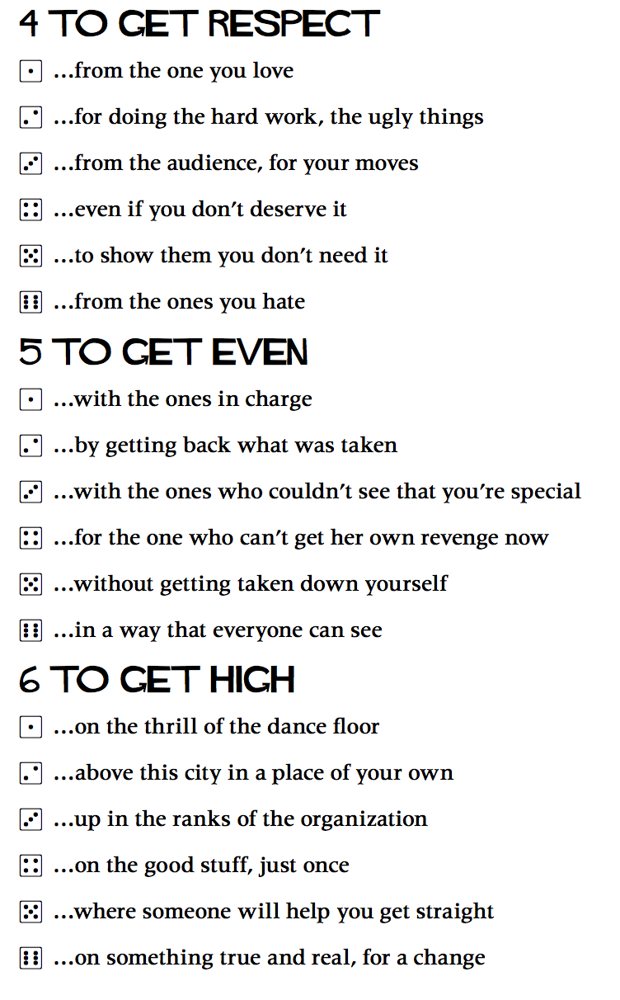 4 TO GET RESPECT
...from the one you love
...for doing the hard work, the ugly things
...from the audience, for your moves
...even if you don't deserve it
...to show them you don't need it
...from the ones you hate
5 TO GET EVEN
...with the ones in charge
...by getting back what was taken
...with the ones who couldn't see that you're special
...for the one who can't get her own revenge now
...without getting taken down yourself
...in a way that everyone can see
6 TO GET HIGH
...on the thrill of the dance floor
...above this city in a place of your own
...up in the ranks of the organization
...on the good stuff, just once
...where someone will help you get straight
...on something true and real, for a change